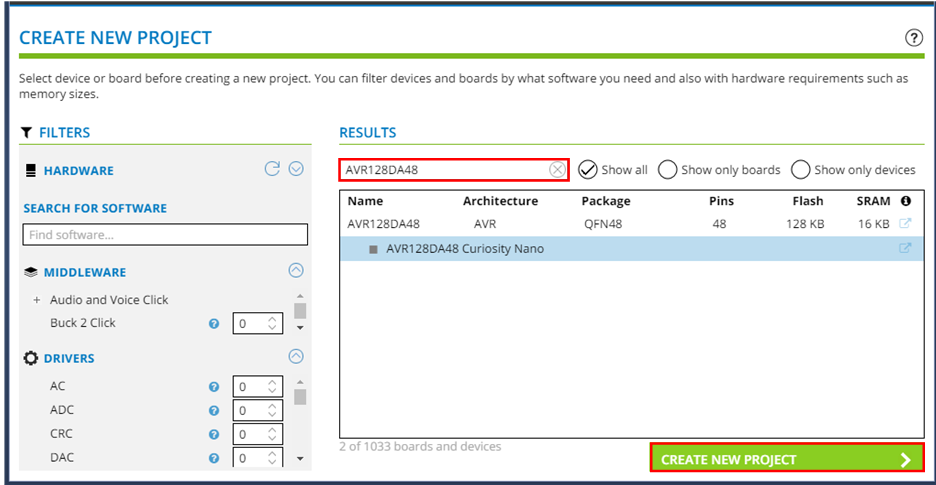 CREATE NEW PROJECT
?
Select device or board before creating a new project. You can filter devices and boards by what software you need and also with hardware requirements such as
memory sizes.
FILTERS
HARDWARE
SEARCH FOR SOFTWARE
Find software...
MIDDLEWARE
+ Audio and Voice Click
Buck 2 Click ? 0
DRIVERS
AC ? 0
ADC ? 0
CRC ? 0
DAC ? 0
RESULTS
AVR128DA48 Show all Show only boards Show only devices
Name Architecture Package Pins Flash SRAM i
AVR128DA48 AVR QFN48 48 128 KB 16 KB
AVR128DA48 Curiosity Nano
2 of 1033 boards and devices
CREATE NEW PROJECT